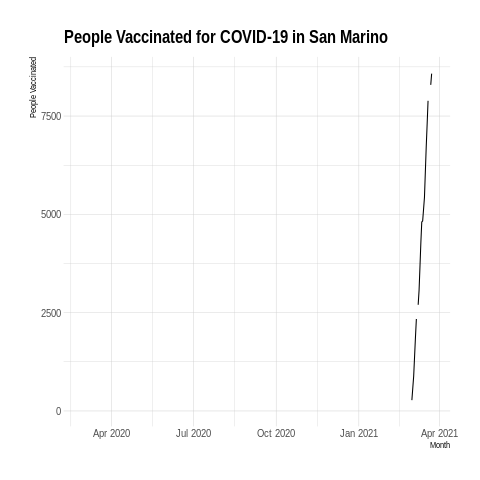 People Vaccinated for COVID-19 in San Marino
People Vaccinated
7500
5000
2500
0
Apr 2020 Jul 2020 Oct 2020 Jan 2021 Apr 2021
Month